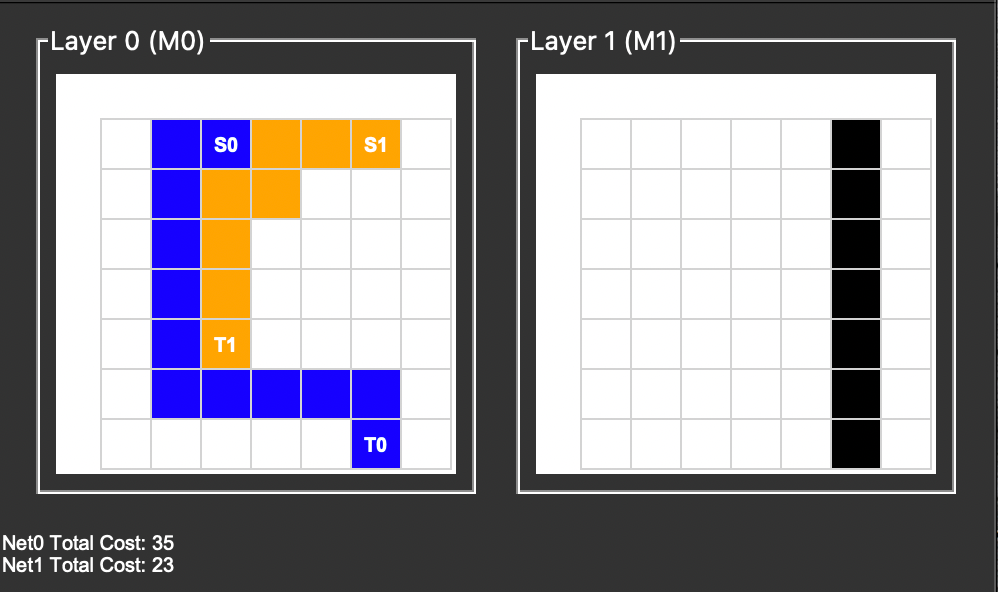 Layer 0 (M0)
Layer 1 (M1)
S0
S1
T1
T0
Net0 Total Cost: 35
Net1 Total Cost: 23